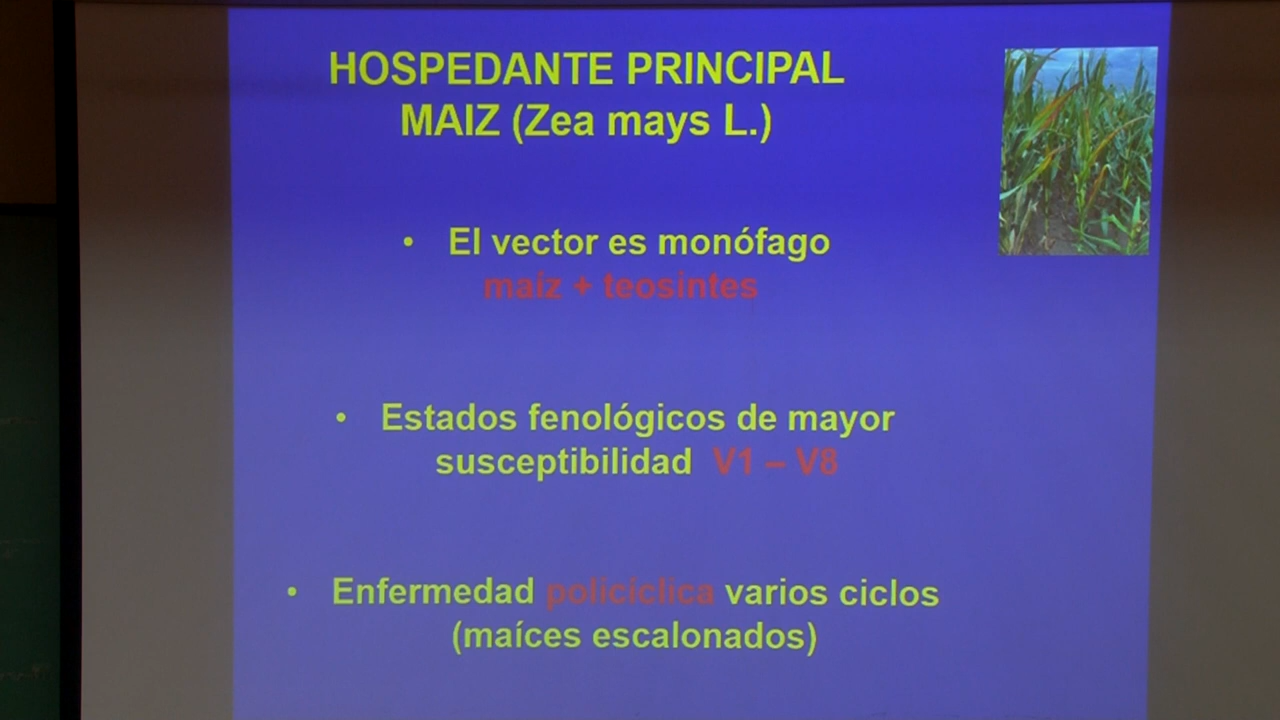 HOSPEDANTE PRINCIPAL
MAIZ (Zea mays L.)
• El vector es monófago
maiz + teosintes
• Estados fenológicos de mayor
susceptibilidad V1 – V8
• Enfermedad policíclica varios ciclos
(maíces escalonados)